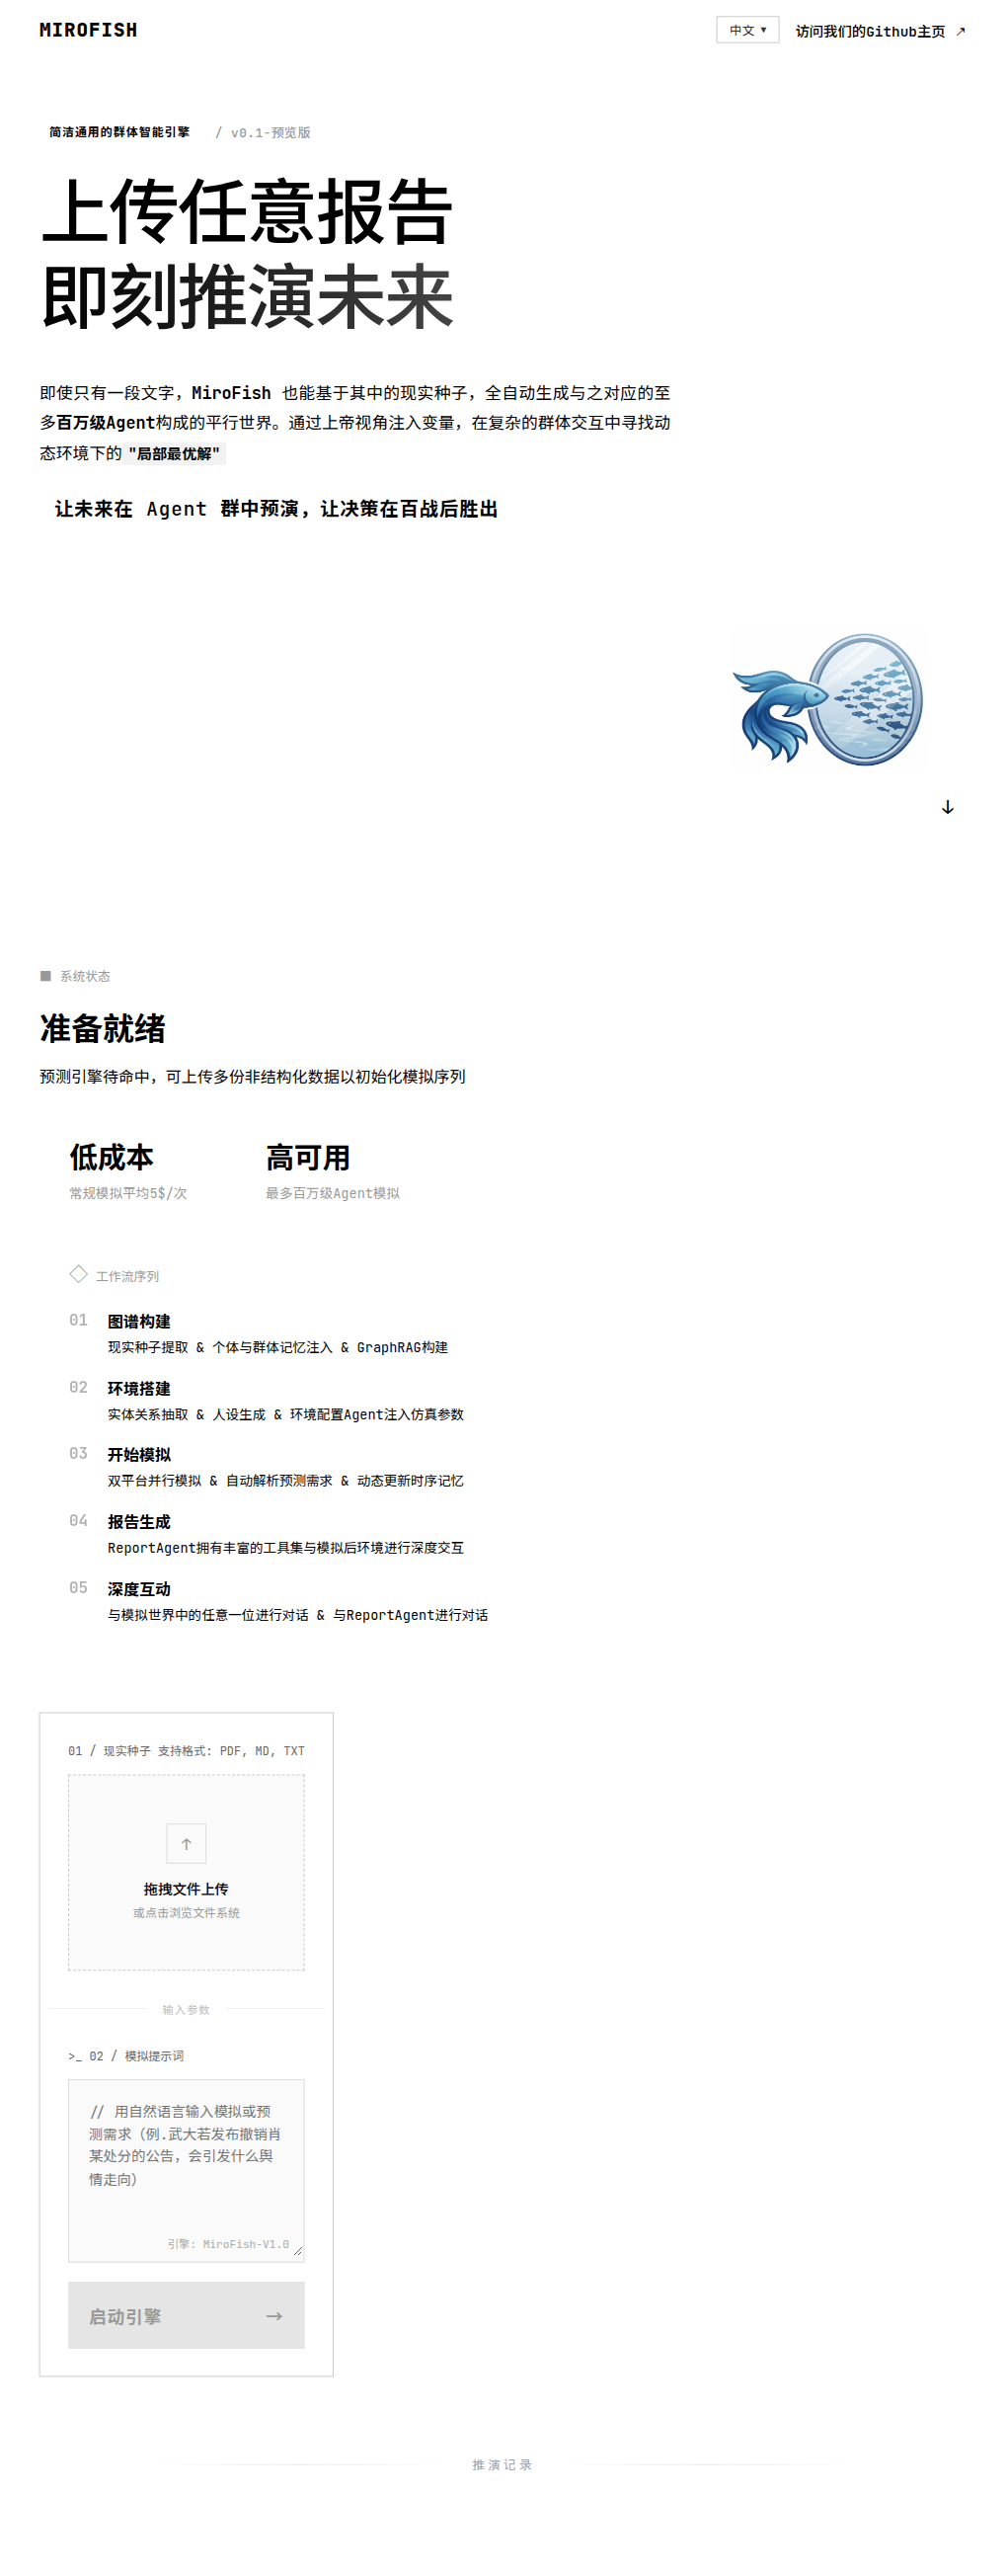 MIROFISH
中文 ▾
访问我们的Github主页 ↗
简洁通用的群体智能引擎 / v0.1-预览版
上传任意报告
即刻推演未来
即使只有一段文字，MiroFish 也能基于其中的现实种子，全自动生成与之对应的至
多百万级Agent构成的平行世界。通过上帝视角注入变量，在复杂的群体交互中寻找动
态环境下的"局部最优解"
让未来在 Agent 群中预演，让决策在百战后胜出
↓
■ 系统状态
准备就绪
预测引擎待命中，可上传多份非结构化数据以初始化模拟序列
低成本
常规模拟平均5$/次
高可用
最多百万级Agent模拟
◇ 工作流序列
01 图谱构建
现实种子提取 & 个体与群体记忆注入 & GraphRAG构建
02 环境搭建
实体关系抽取 & 人设生成 & 环境配置Agent注入仿真参数
03 开始模拟
双平台并行模拟 & 自动解析预测需求 & 动态更新时序记忆
04 报告生成
ReportAgent拥有丰富的工具集与模拟后环境进行深度交互
05 深度互动
与模拟世界中的任意一位进行对话 & 与ReportAgent进行对话
01 / 现实种子 支持格式: PDF, MD, TXT
↑
拖拽文件上传
或点击浏览文件系统
输入参数
>_ 02 / 模拟提示词
// 用自然语言输入模拟或预
测需求（例.武大若发布撤销肖
某处分的公告，会引发什么舆
情走向）
引擎: MiroFish-V1.0
启动引擎 →
推演记录